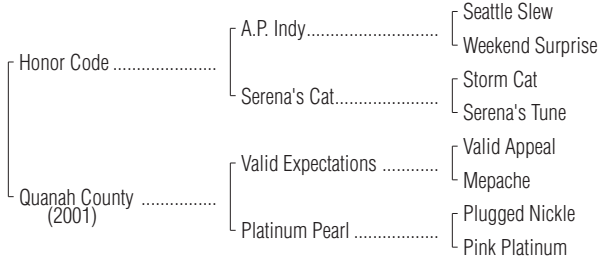 Seattle Slew
A.P. Indy..............................
Weekend Surprise
Honor Code .......................
Storm Cat
Serena's Cat.......................
Serena's Tune
Valid Appeal
Valid Expectations ............
Mepache
Quanah County ................
(2001)
Plugged Nickle
Platinum Pearl ..................
Pink Platinum